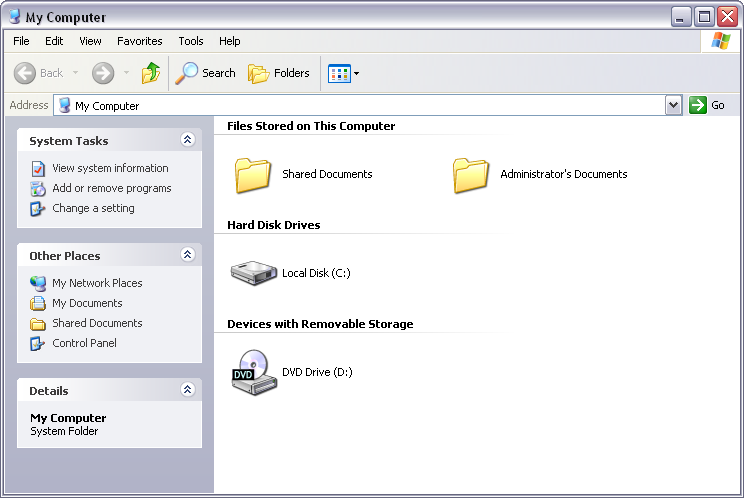 My Computer
File Edit View Favorites Tools Help
Back Search Folders
Address My Computer Go
System Tasks
View system information
Add or remove programs
Change a setting
Other Places
My Network Places
My Documents
Shared Documents
Control Panel
Details
My Computer
System Folder
Files Stored on This Computer
Shared Documents Administrator's Documents
Hard Disk Drives
Local Disk (C:)
Devices with Removable Storage
DVD DVD Drive (D:)